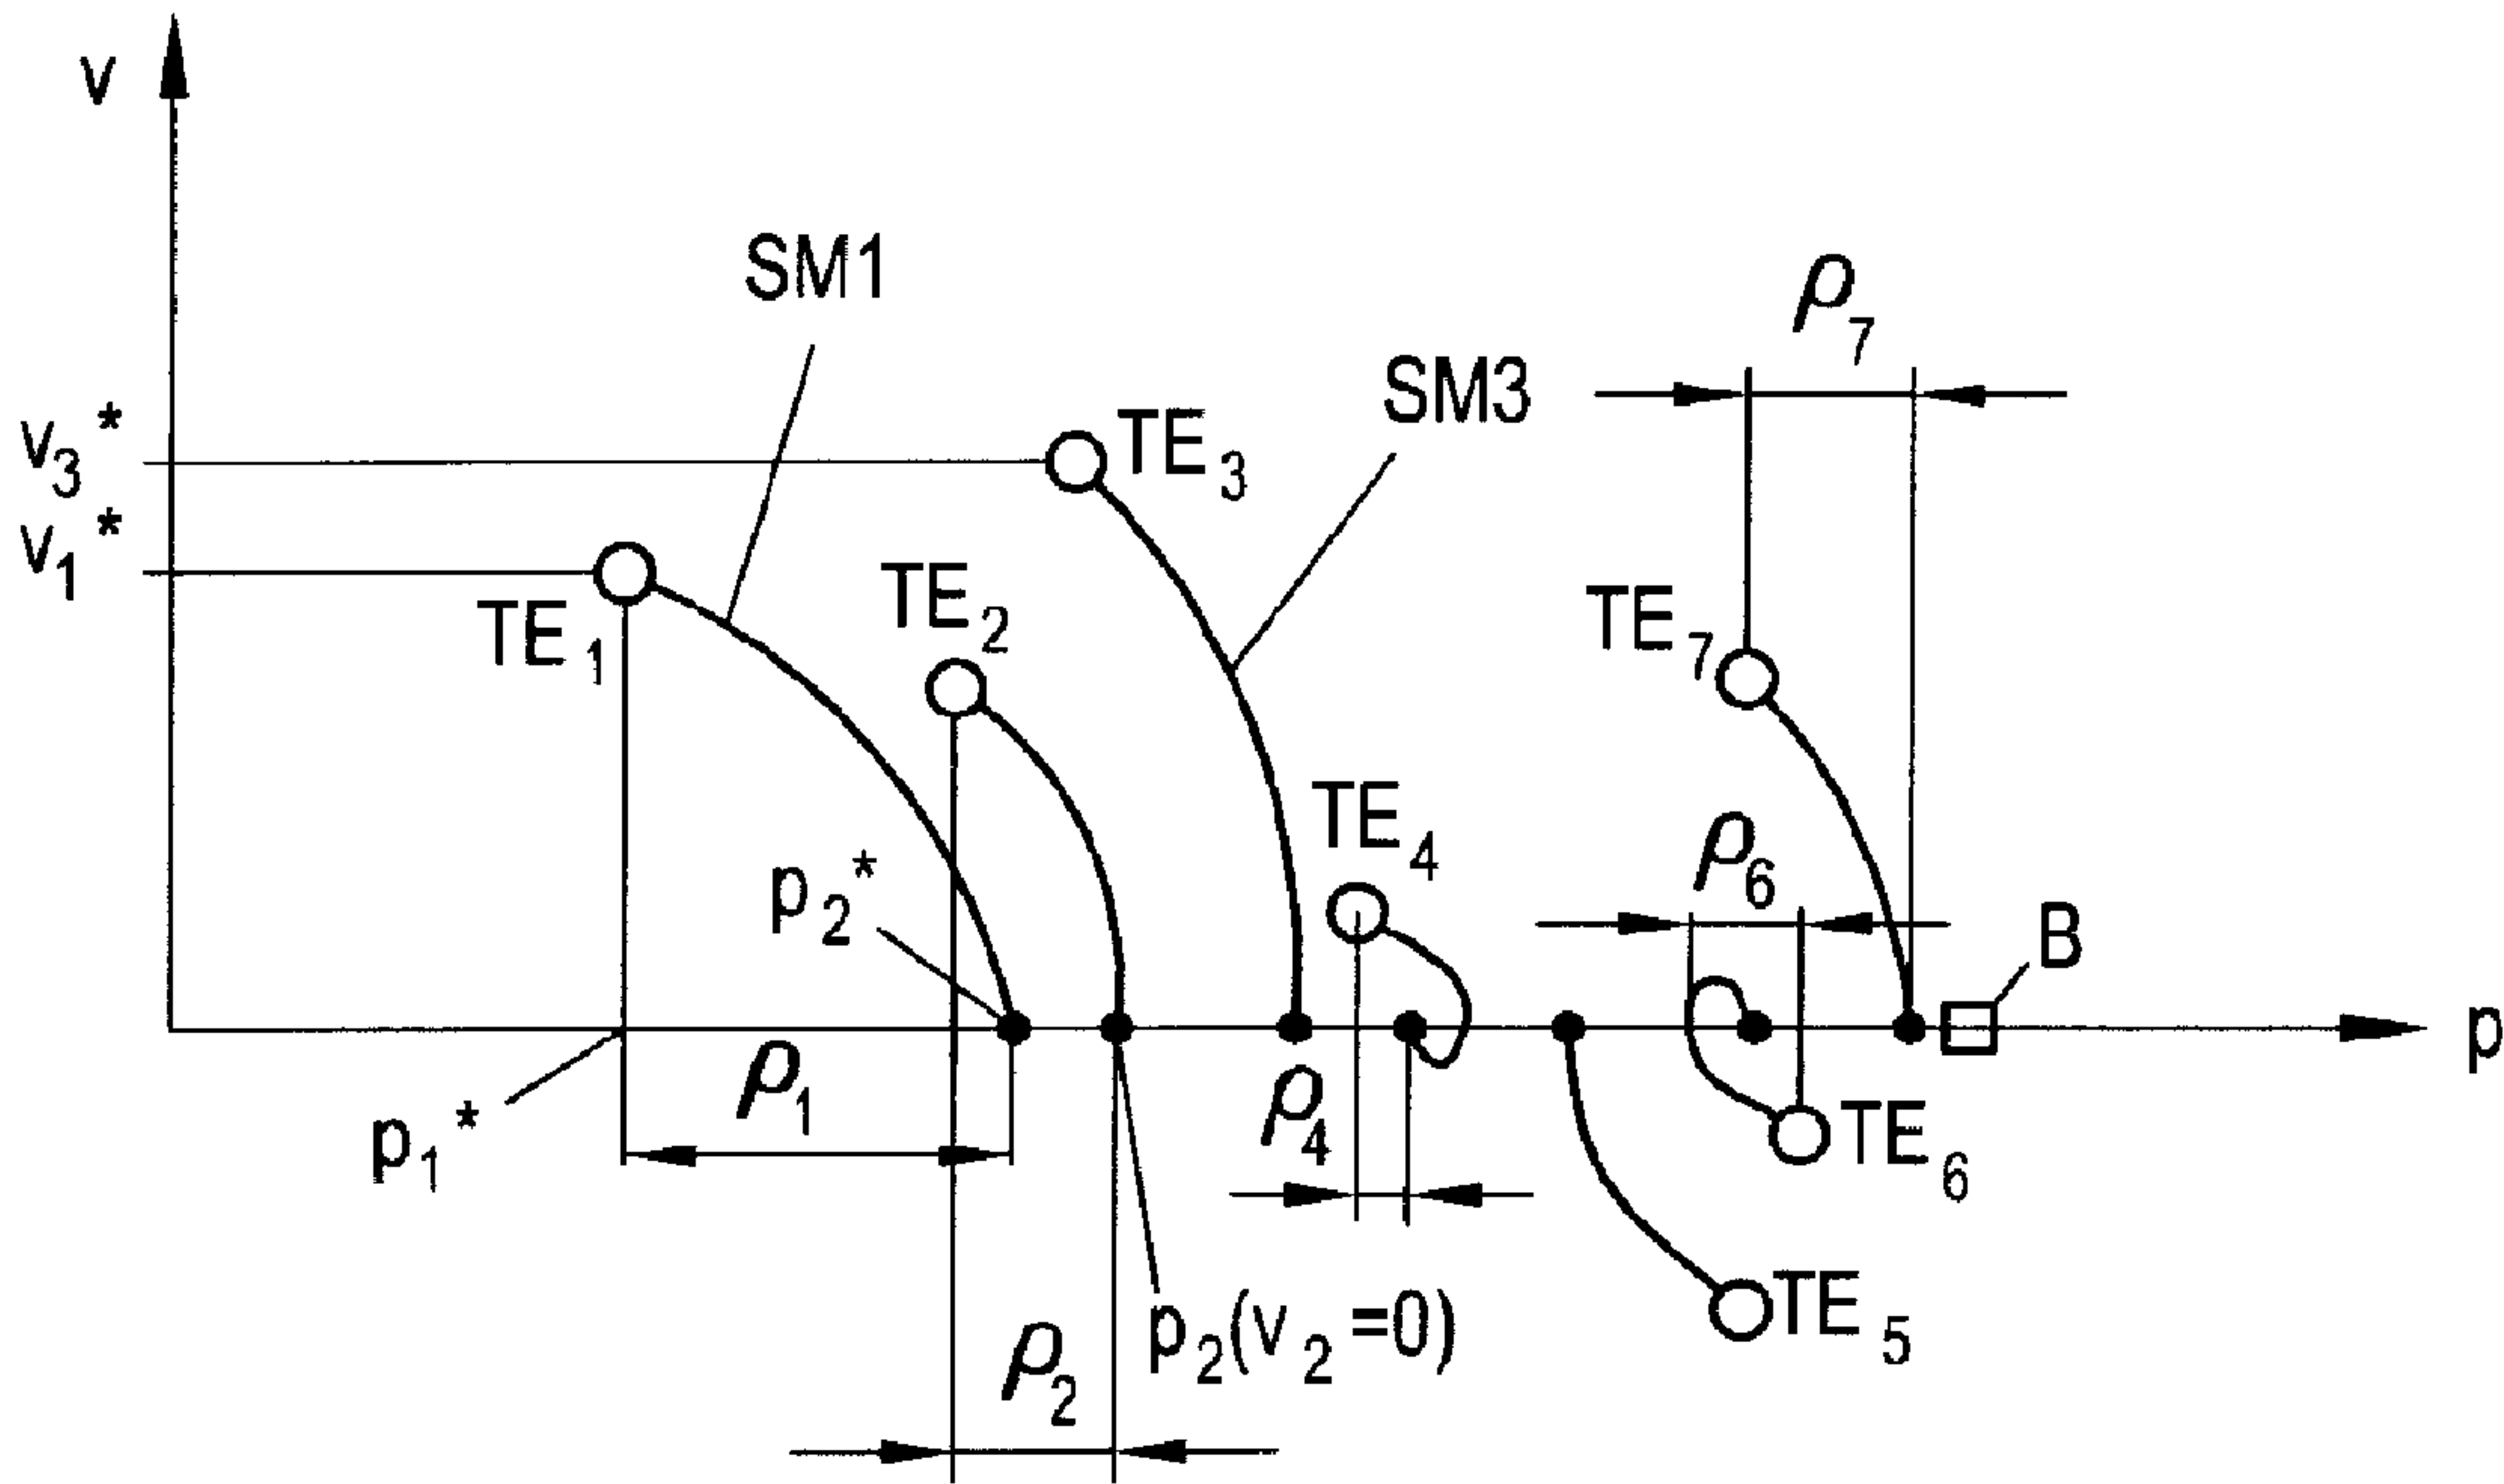 v
SM1
ρ7
SM3
v3*
TE3
v1*
TE2
TE7
TE1
TE4
ρ6
p2*
B
p
ρ1
ρ4
p1*
TE6
TE5
p2(v2=0)
ρ2